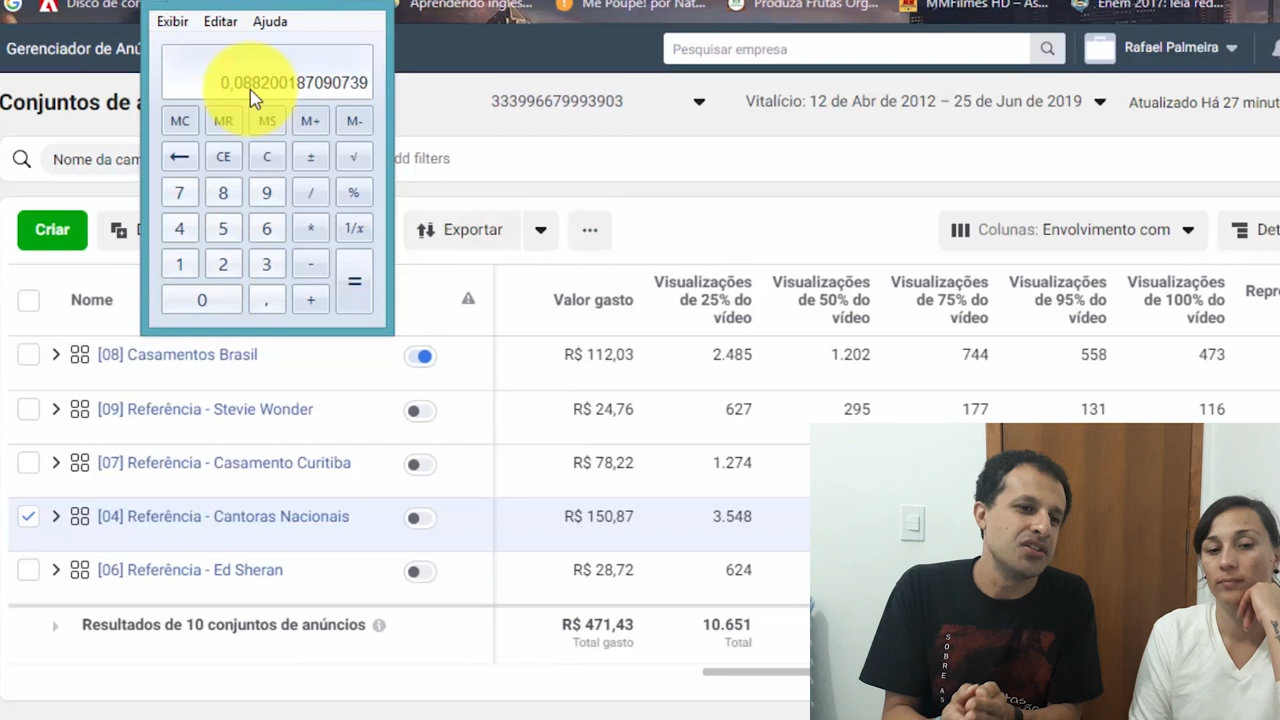 Disco de co
Aprendendo ingles...
Me Poupe! por Nat...
Produza Frutas Org...
MMFilmes HD – As...
Enem 2017: leia red...
Exibir Editar Ajuda
0,088200187090739
MC MR MS M+ M-
← CE C ± √
7 8 9 / %
4 5 6 * 1/x
1 2 3 - =
0 , +
Gerenciador de Anú
Pesquisar empresa
Rafael Palmeira
Conjuntos de a
333996679993903
Vitalício: 12 de Abr de 2012 – 25 de Jun de 2019
Atualizado Há 27 minut
Nome da cam
dd filters
Criar
D
Exportar
...
Colunas: Envolvimento com
Det
Nome
Valor gasto
Visualizações de 25% do vídeo
Visualizações de 50% do vídeo
Visualizações de 75% do vídeo
Visualizações de 95% do vídeo
Visualizações de 100% do vídeo
Repro
[08] Casamentos Brasil R$ 112,03 2.485 1.202 744 558 473
[09] Referência - Stevie Wonder R$ 24,76 627 295 177 131 116
[07] Referência - Casamento Curitiba R$ 78,22 1.274
[04] Referência - Cantoras Nacionais R$ 150,87 3.548
[06] Referência - Ed Sheran R$ 28,72 624
Resultados de 10 conjuntos de anúncios R$ 471,43 10.651
Total gasto Total
SOBRE AS